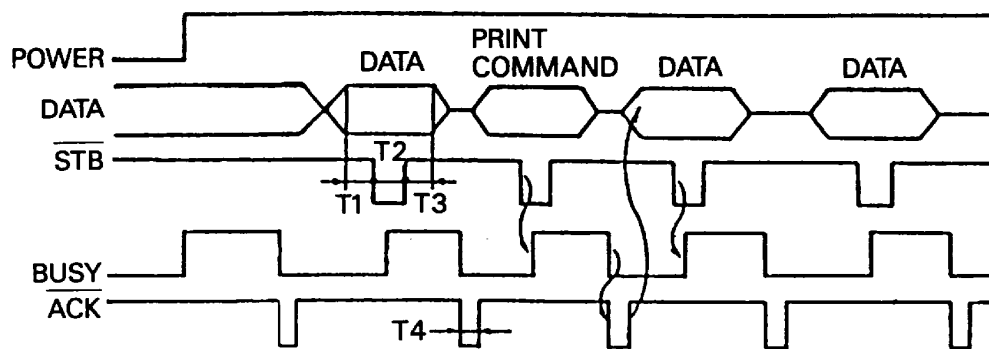 POWER
DATA
PRINT
COMMAND
DATA
DATA
DATA
STB
T2
T1
T3
BUSY
ACK
T4